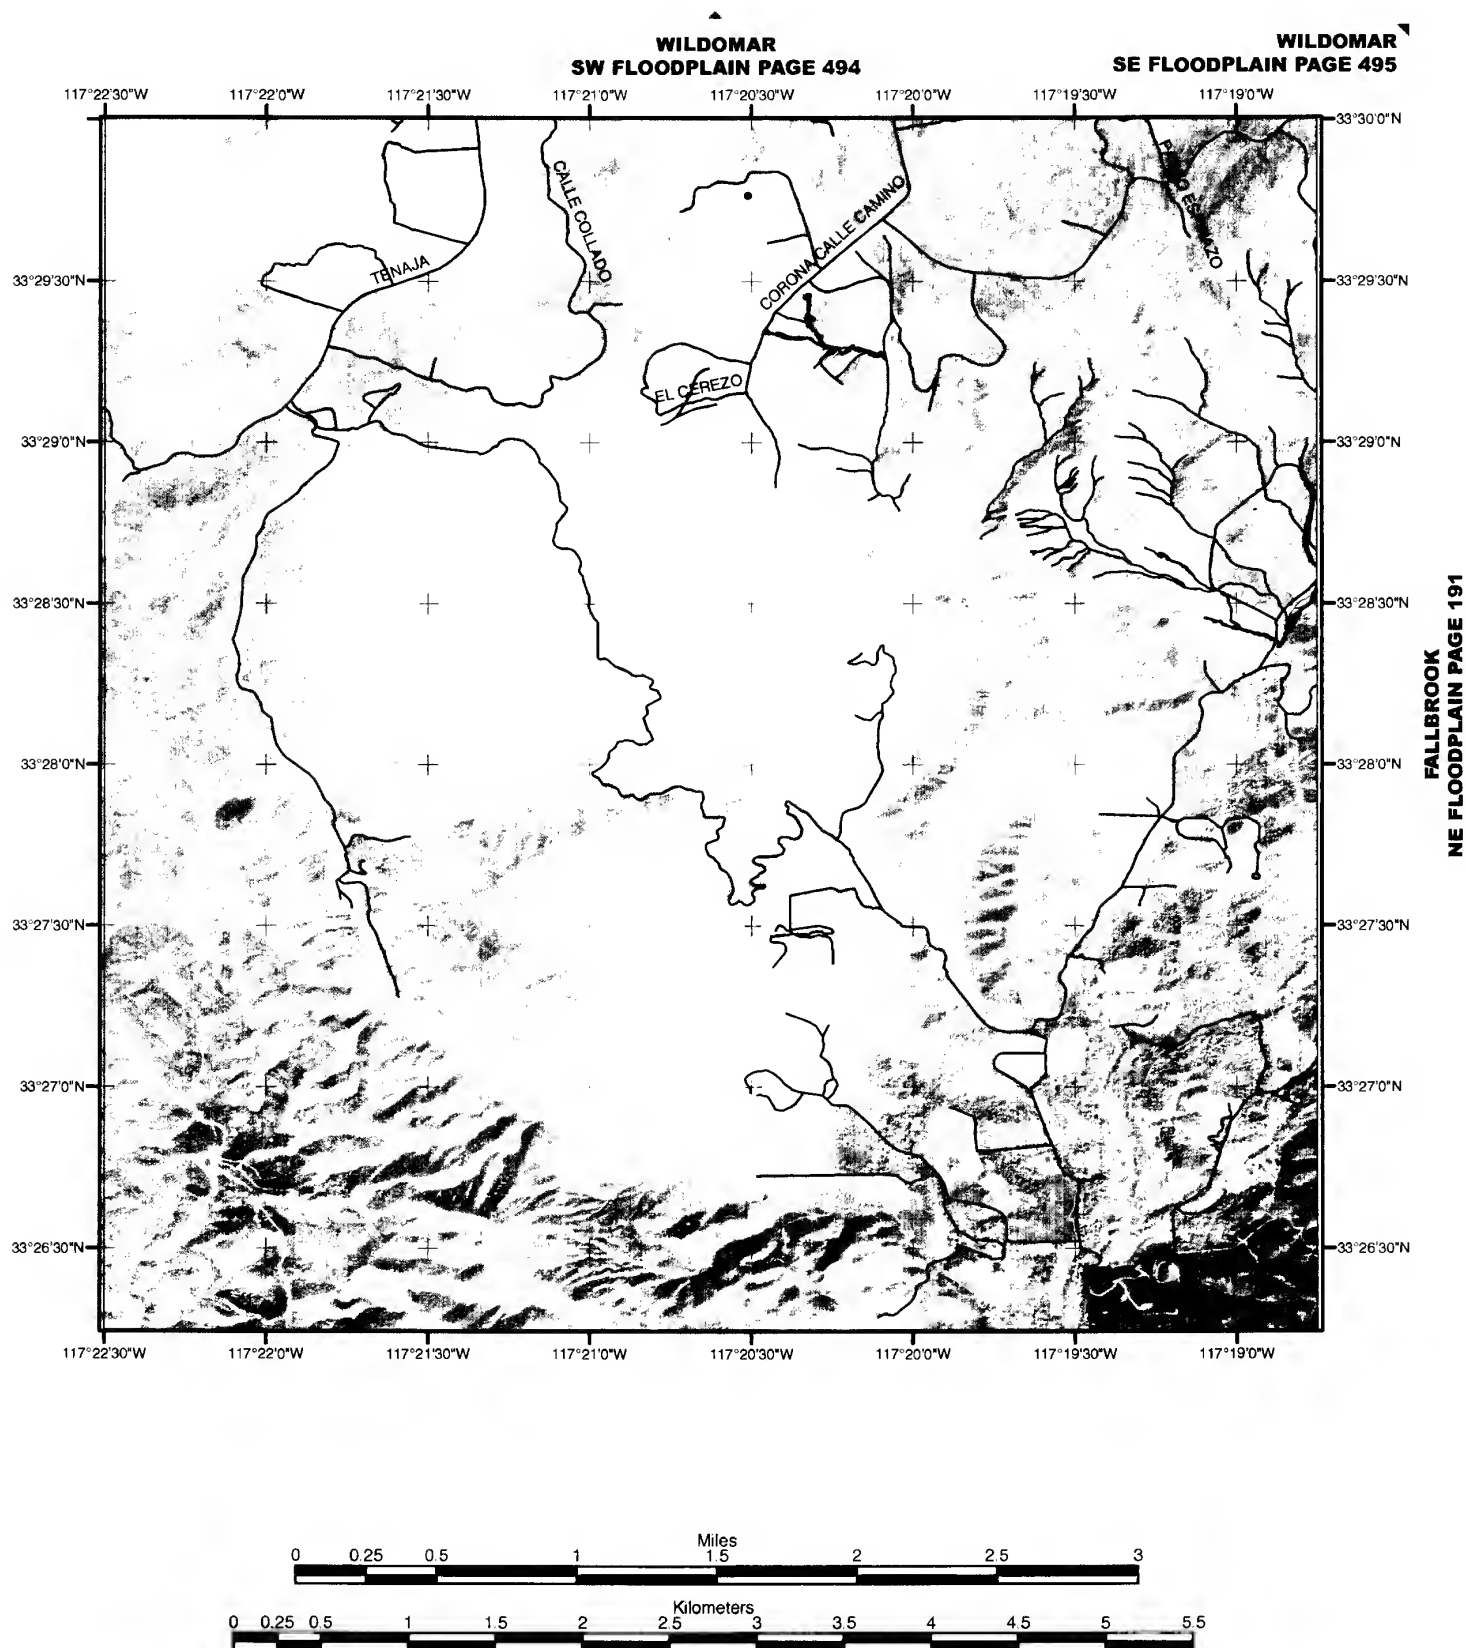 WILDOMAR
SW FLOODPLAIN PAGE 494
WILDOMAR
SE FLOODPLAIN PAGE 495
117°22'30"W 117°22'0"W 117°21'30"W 117°21'0"W 117°20'30"W 117°20'0"W 117°19'30"W 117°19'0"W
33°30'0"N
CALLE COLLADO
CORONA CALLE CAMINO
TENAJA
33°29'30"N 33°29'30"N
EL CEREZO
33°29'0"N 33°29'0"N
33°28'30"N 33°28'30"N
FALLBROOK
NE FLOODPLAIN PAGE 191
33°28'0"N 33°28'0"N
33°27'30"N 33°27'30"N
33°27'0"N 33°27'0"N
33°26'30"N 33°26'30"N
117°22'30"W 117°22'0"W 117°21'30"W 117°21'0"W 117°20'30"W 117°20'0"W 117°19'30"W 117°19'0"W
Miles
0 0.25 0.5 1 1.5 2 2.5 3
Kilometers
0 0.25 0.5 1 1.5 2 2.5 3 3.5 4 4.5 5 5.5